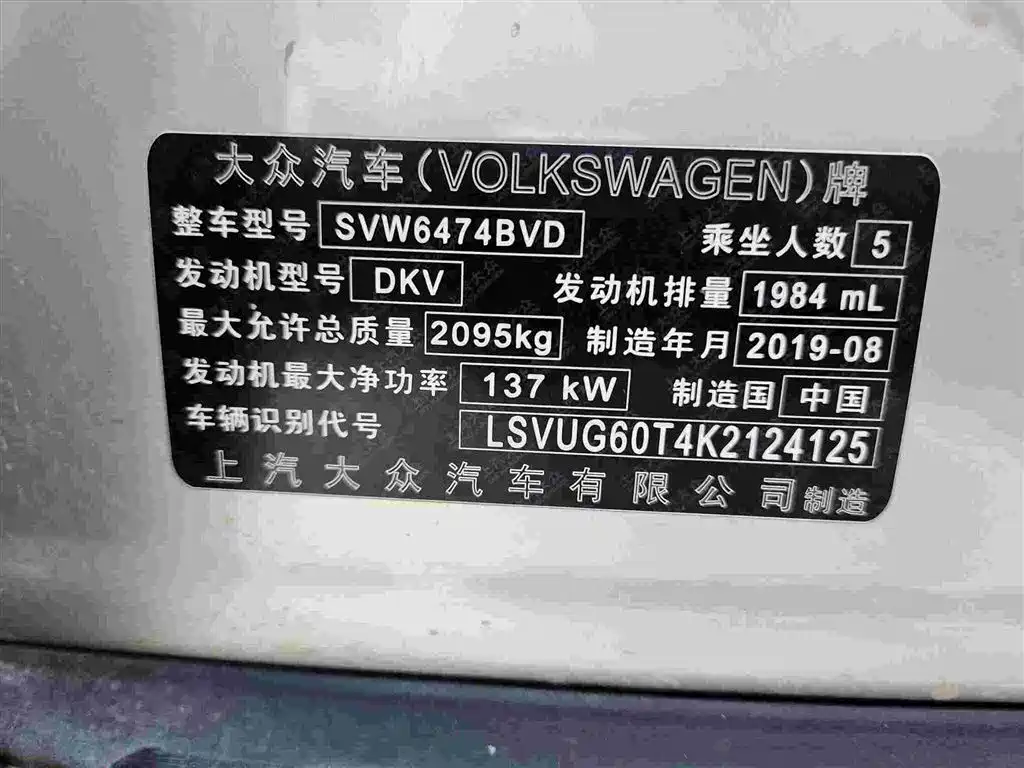 大众汽车(VOLKSWAGEN)牌
整车型号 SVW6474BVD 乘坐人数 5
发动机型号 DKV 发动机排量 1984 mL
最大允许总质量 2095kg 制造年月 2019-08
发动机最大净功率 137 kW 制造国 中国
车辆识别代号 LSVUG60T4K2124125
上汽大众汽车有限公司制造